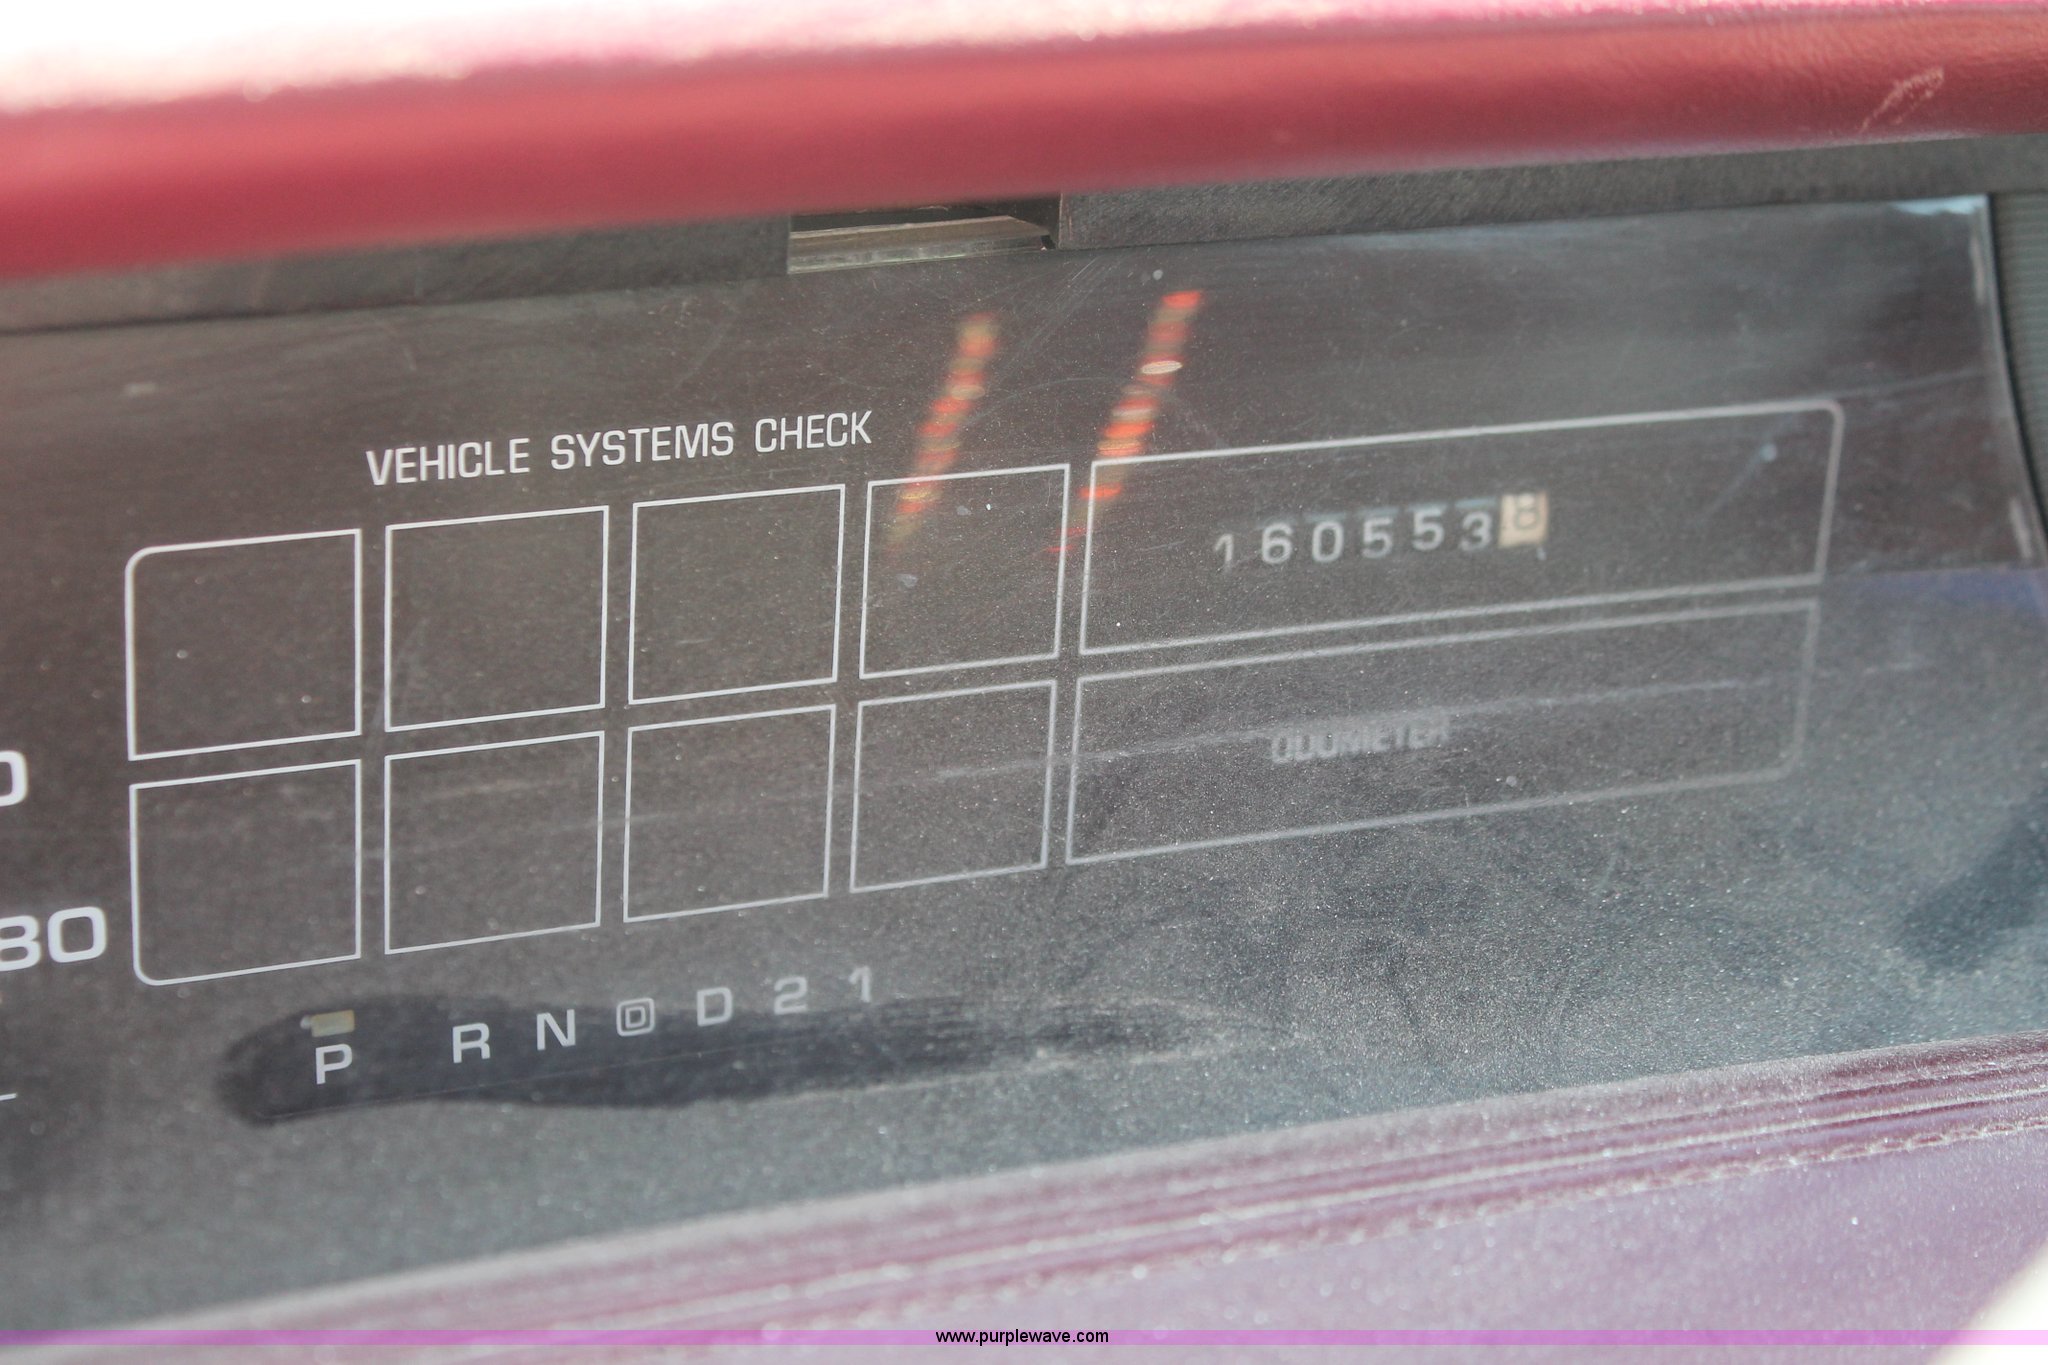 VEHICLE SYSTEMS CHECK
1605538
ODOMETER
80
P R N D D 2 1
www.purplewave.com